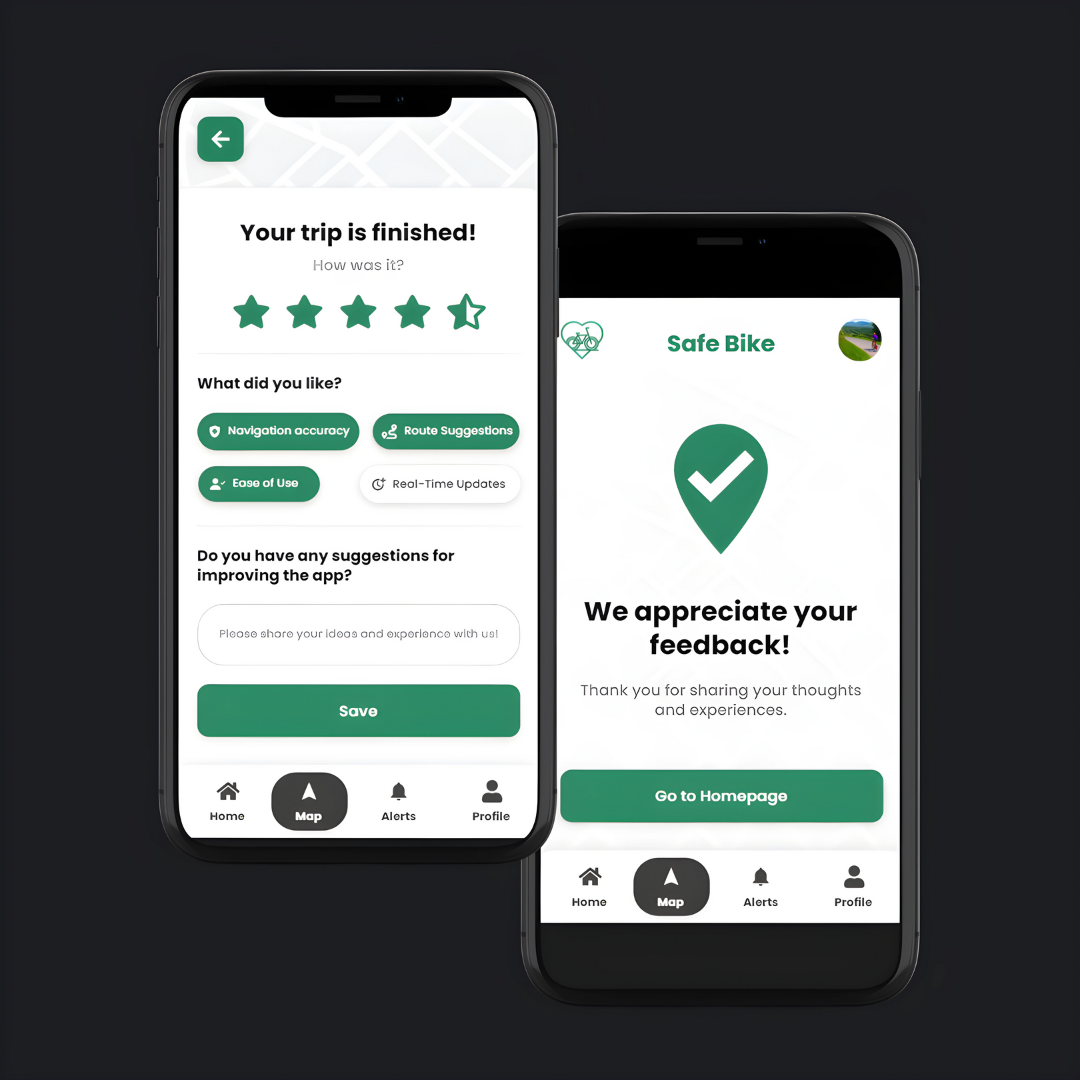 Your trip is finished!
How was it?
What did you like?
Navigation accuracy
Route Suggestions
Ease of Use
Real-Time Updates
Do you have any suggestions for
improving the app?
Please share your ideas and experience with us!
Save
Home
Map
Alerts
Profile
Safe Bike
We appreciate your
feedback!
Thank you for sharing your thoughts
and experiences.
Go to Homepage
Home
Map
Alerts
Profile